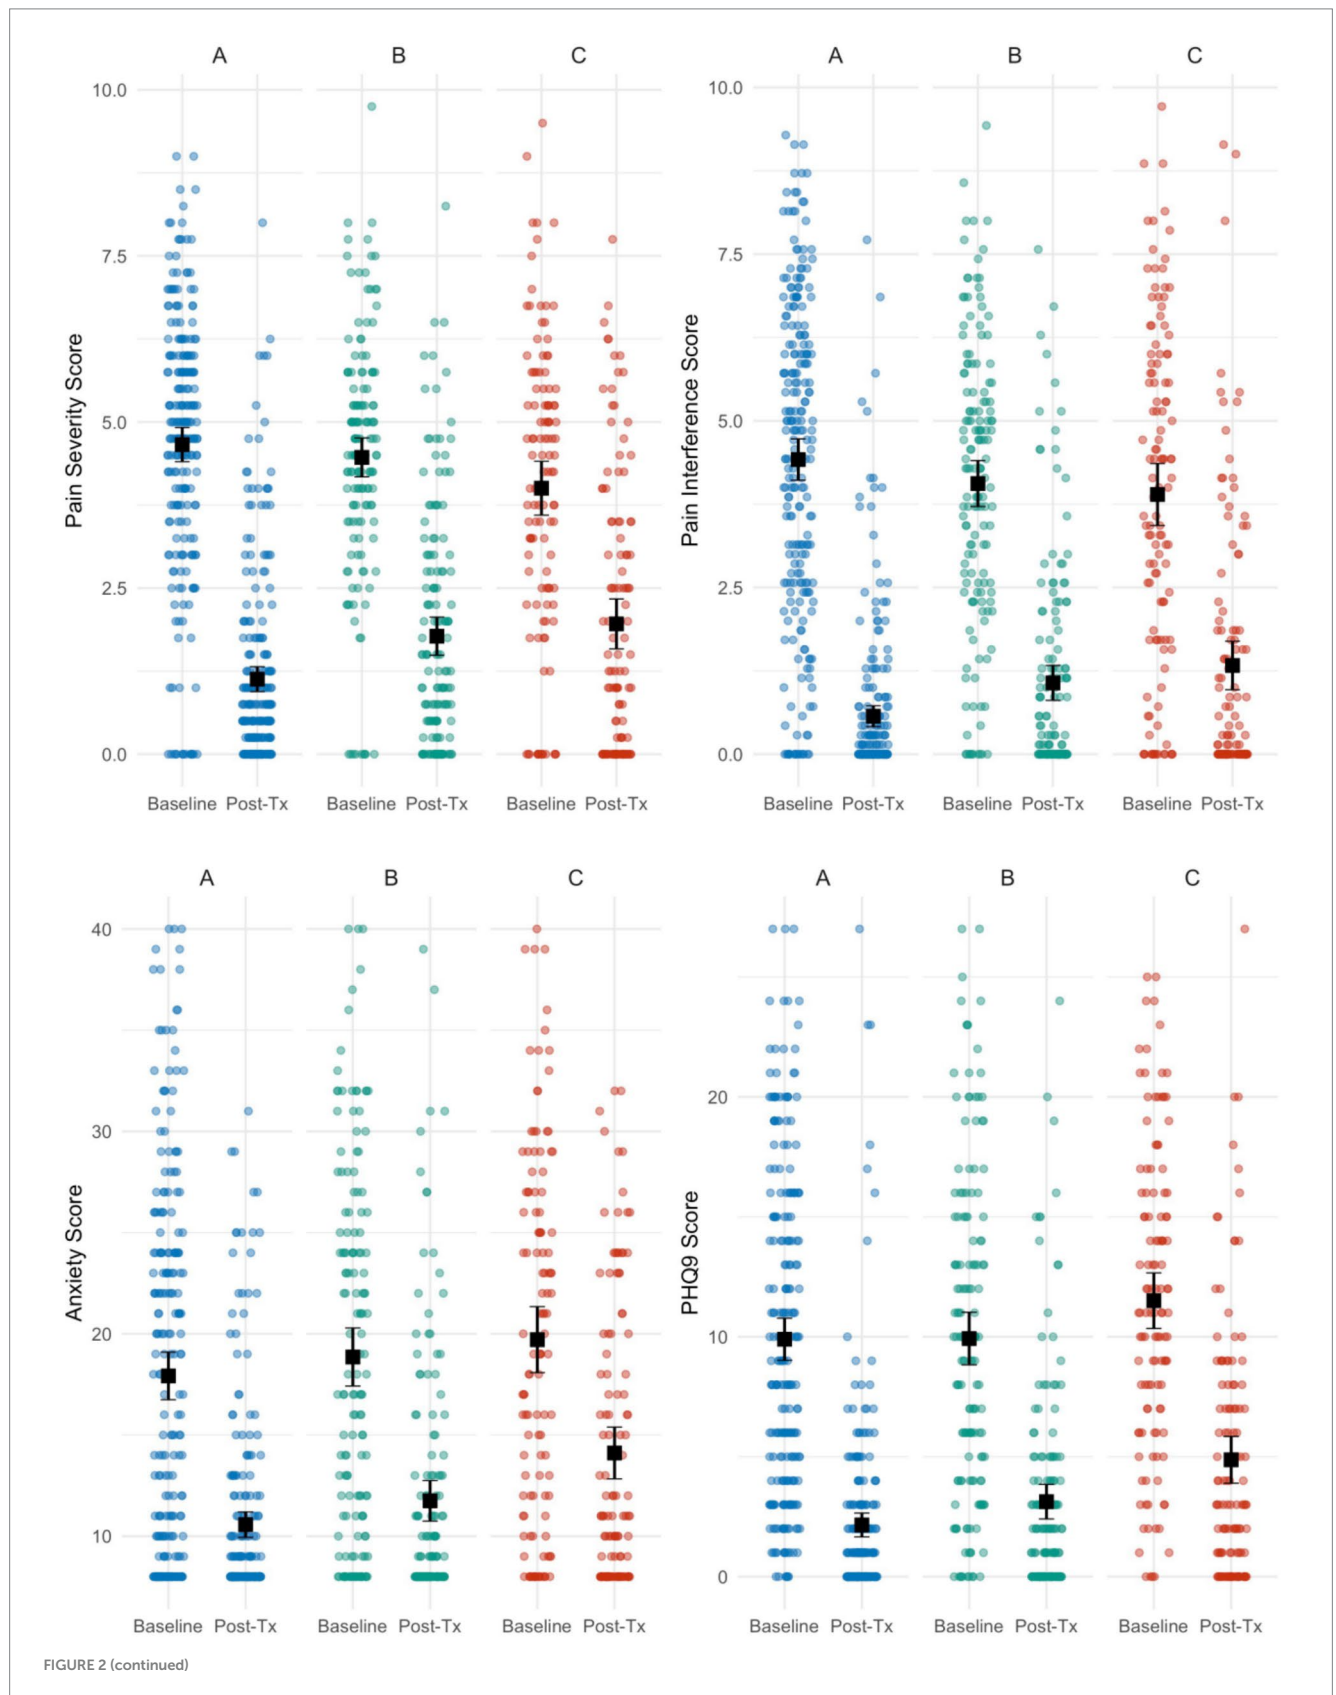 A B C A B C
10.0
7.5
5.0
2.5
0.0
Pain Severity Score
Baseline Post-Tx Baseline Post-Tx Baseline Post-Tx
10.0
7.5
5.0
2.5
0.0
Pain Interference Score
Baseline Post-Tx Baseline Post-Tx Baseline Post-Tx
A B C A B C
40
30
20
10
Anxiety Score
Baseline Post-Tx Baseline Post-Tx Baseline Post-Tx
20
10
0
PHQ9 Score
Baseline Post-Tx Baseline Post-Tx Baseline Post-Tx
FIGURE 2 (continued)